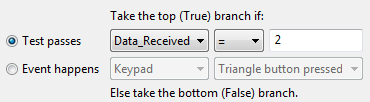 Take the top (True) branch if:
Test passes Data_Received = 2
Event happens Keypad Triangle button pressed
Else take the bottom (False) branch.